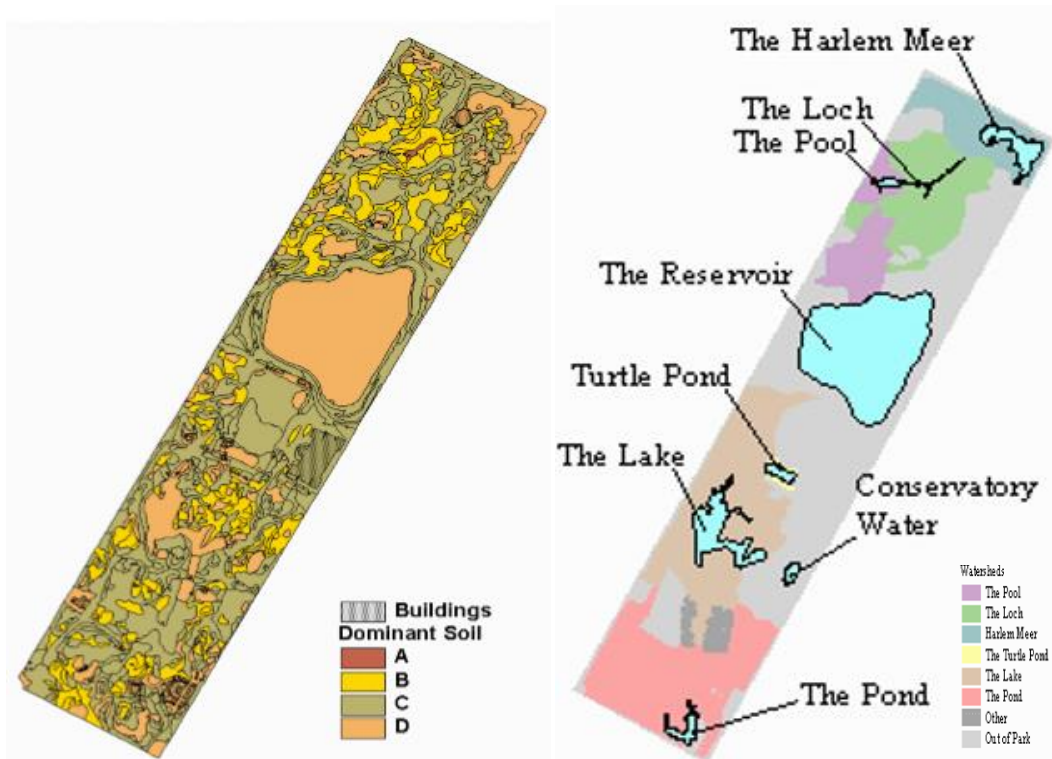 Buildings
Dominant Soil
A
B
C
D
The Harlem Meer
The Loch
The Pool
The Reservoir
Turtle Pond
The Lake
Conservatory
Water
The Pond
Watersheds
The Pool
The Loch
Harlem Meer
The Turtle Pond
The Lake
The Pond
Other
Out of Park